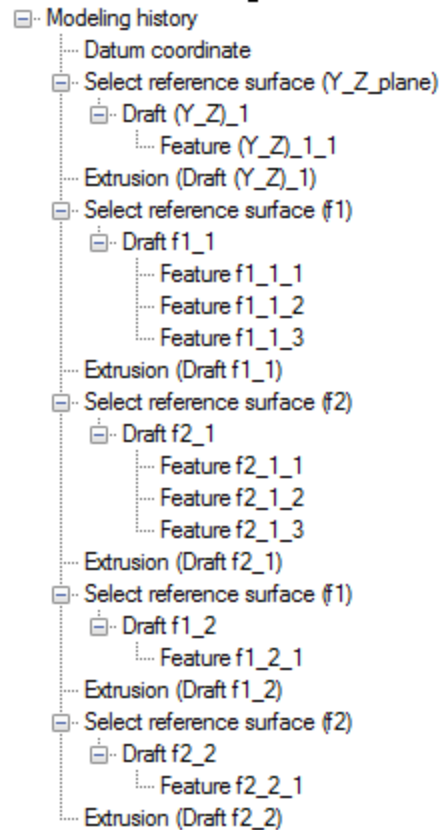 Modeling history
Datum coordinate
Select reference surface (Y_Z_plane)
Draft (Y_Z)_1
Feature (Y_Z)_1_1
Extrusion (Draft (Y_Z)_1)
Select reference surface (f1)
Draft f1_1
Feature f1_1_1
Feature f1_1_2
Feature f1_1_3
Extrusion (Draft f1_1)
Select reference surface (f2)
Draft f2_1
Feature f2_1_1
Feature f2_1_2
Feature f2_1_3
Extrusion (Draft f2_1)
Select reference surface (f1)
Draft f1_2
Feature f1_2_1
Extrusion (Draft f1_2)
Select reference surface (f2)
Draft f2_2
Feature f2_2_1
Extrusion (Draft f2_2)